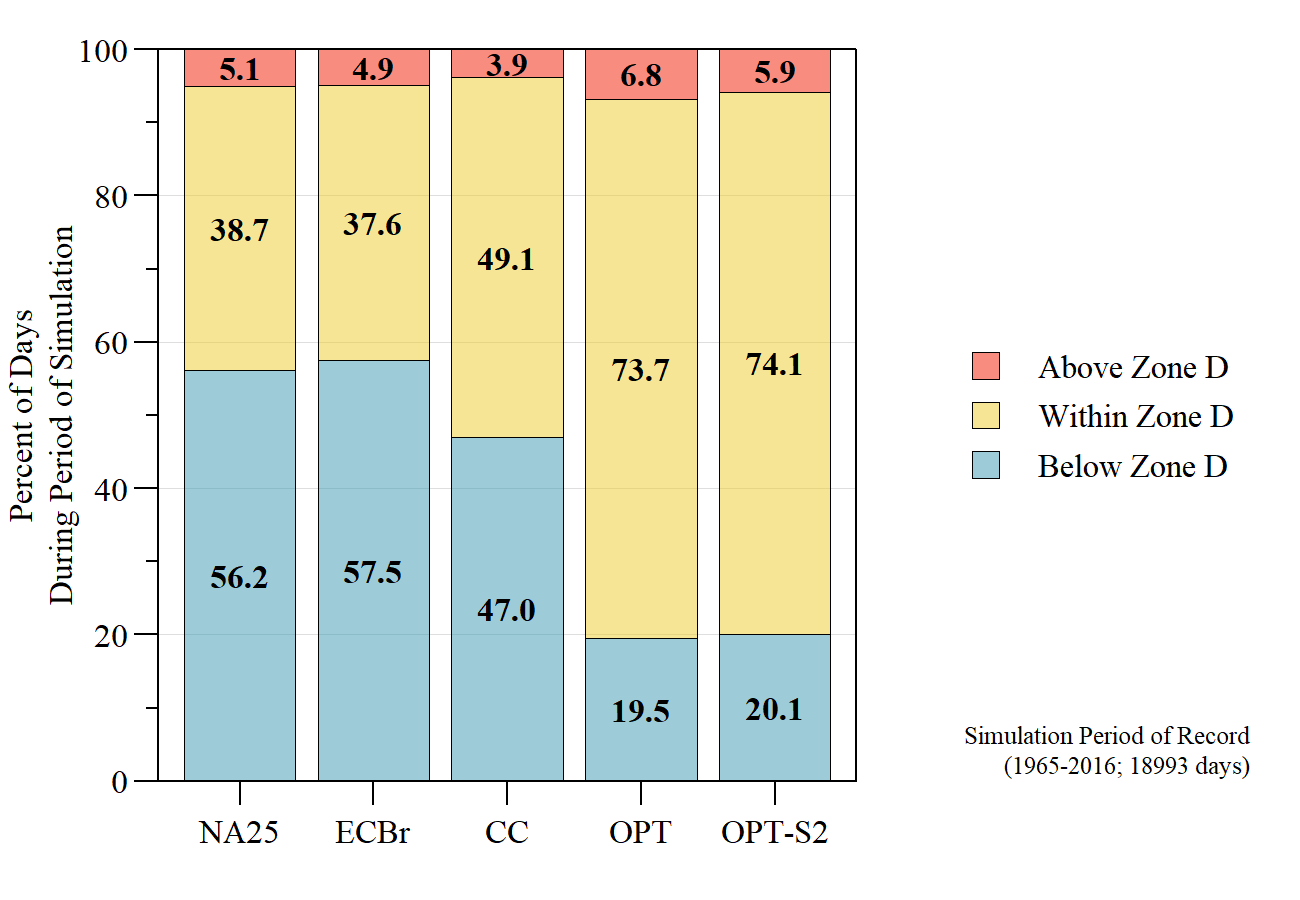 Percent of Days
During Period of Simulation
100
80
60
40
20
0
5.1
4.9
3.9
6.8
5.9
38.7
37.6
49.1
73.7
74.1
56.2
57.5
47.0
19.5
20.1
NA25
ECBr
CC
OPT
OPT-S2
Above Zone D
Within Zone D
Below Zone D
Simulation Period of Record
(1965-2016; 18993 days)